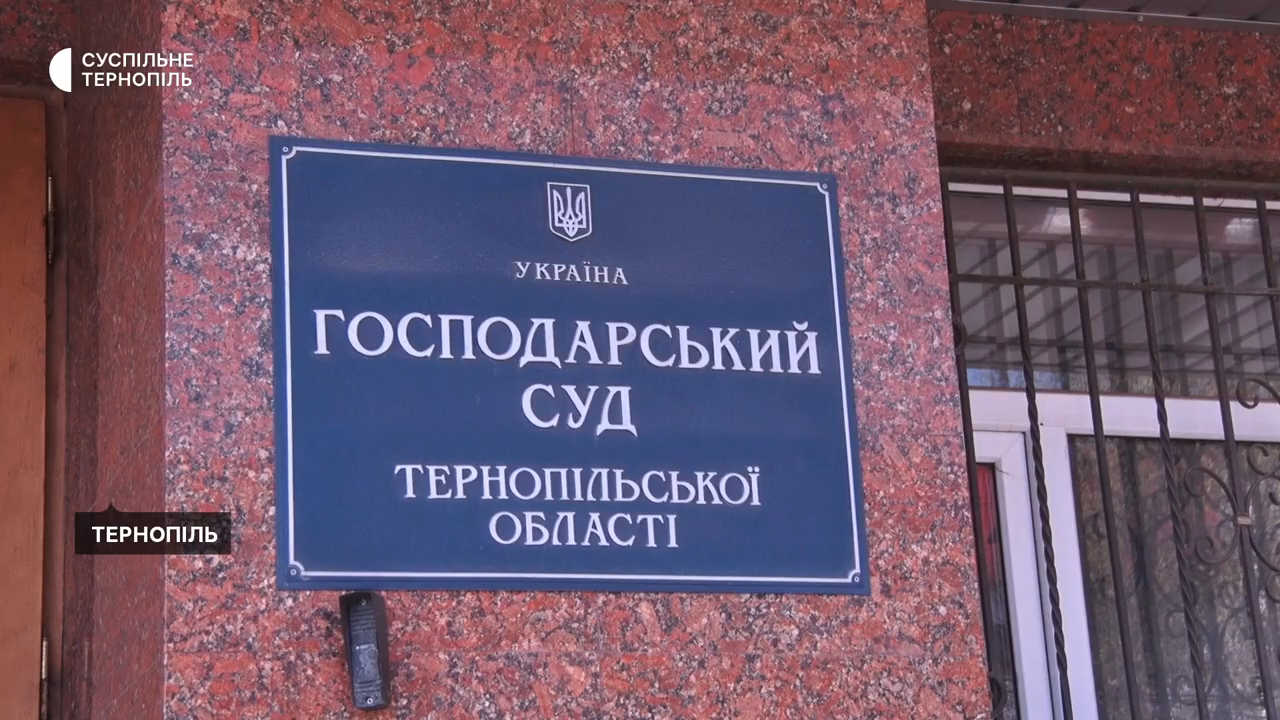 СУСПІЛЬНЕ
ТЕРНОПІЛЬ
УКРАЇНА
ГОСПОДАРСЬКИЙ
СУД
ТЕРНОПІЛЬСЬКОЇ
ОБЛАСТІ
ТЕРНОПІЛЬ